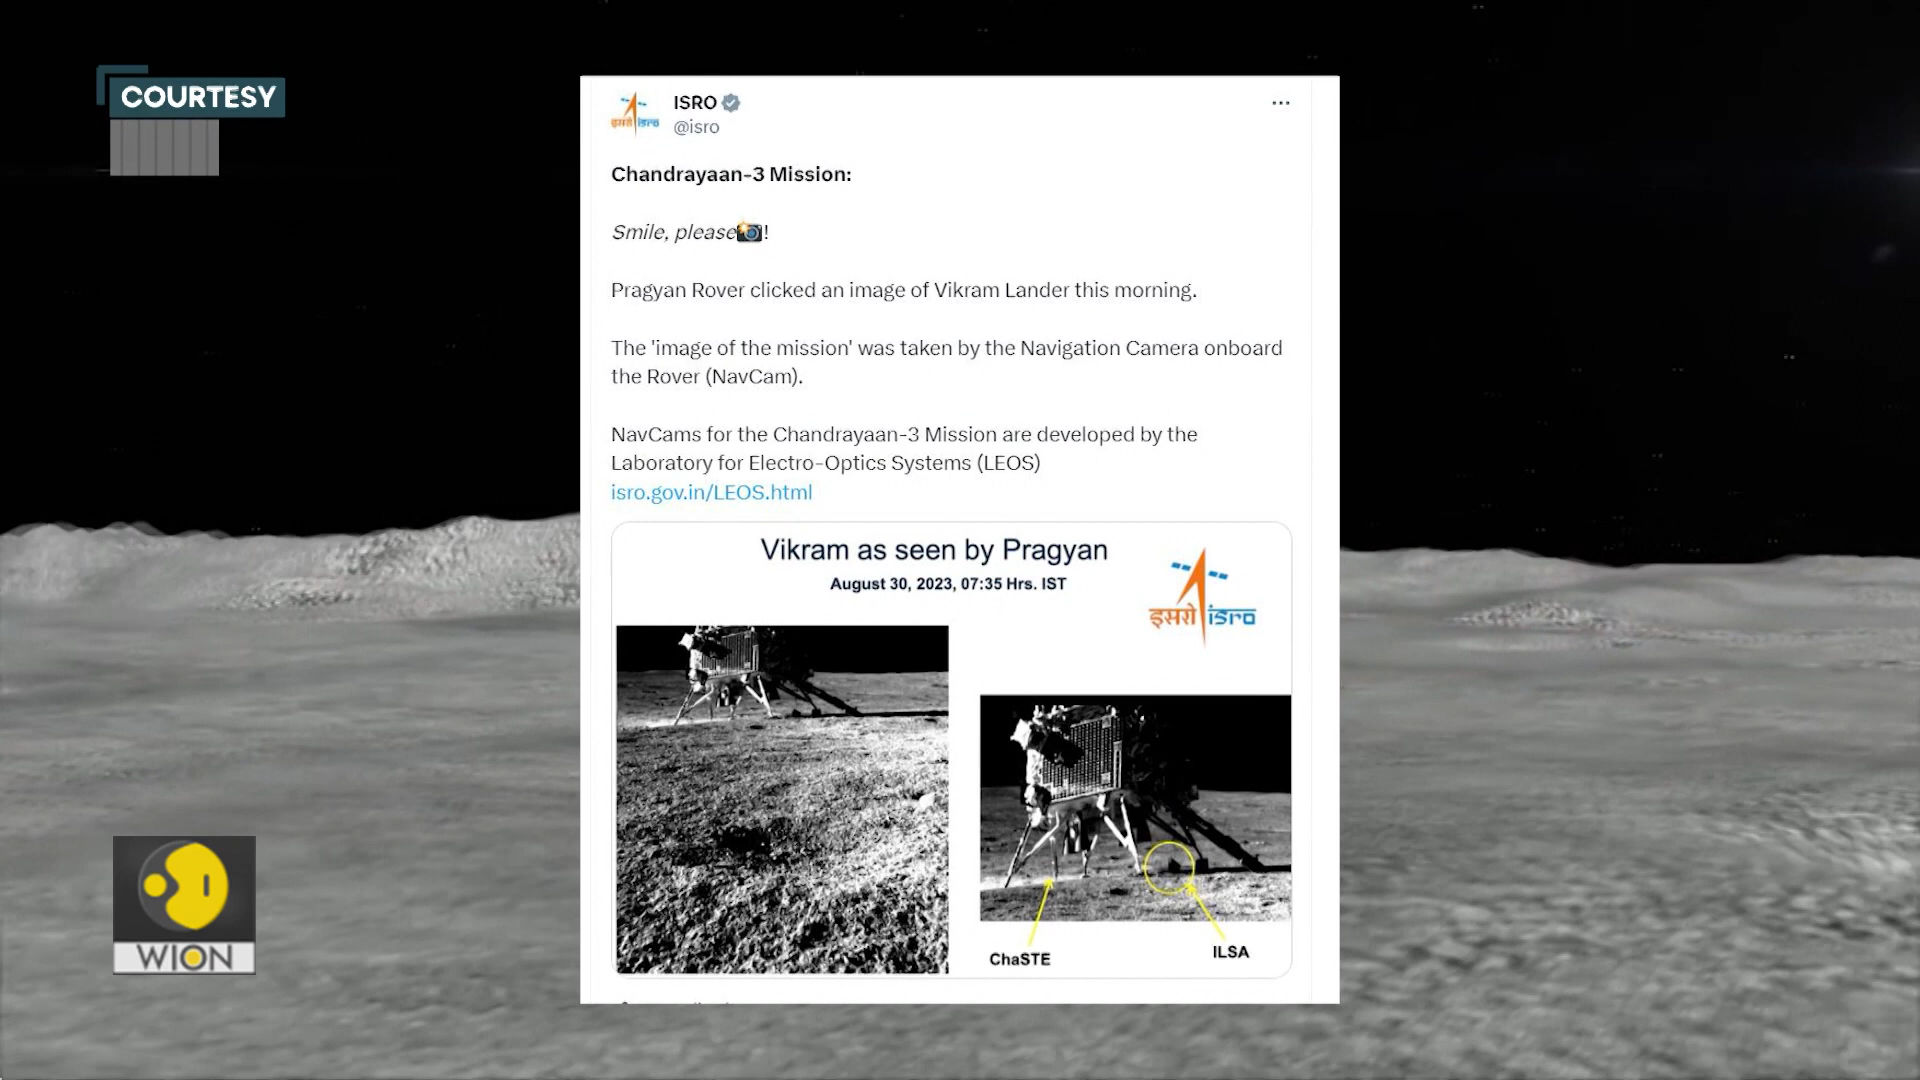 COURTESY
ISRO
@isro
इसरो isro
Chandrayaan-3 Mission:
Smile, please📸!
Pragyan Rover clicked an image of Vikram Lander this morning.
The 'image of the mission' was taken by the Navigation Camera onboard
the Rover (NavCam).
NavCams for the Chandrayaan-3 Mission are developed by the
Laboratory for Electro-Optics Systems (LEOS)
isro.gov.in/LEOS.html
Vikram as seen by Pragyan
August 30, 2023, 07:35 Hrs. IST
इसरो isro
ChaSTE
ILSA
WION